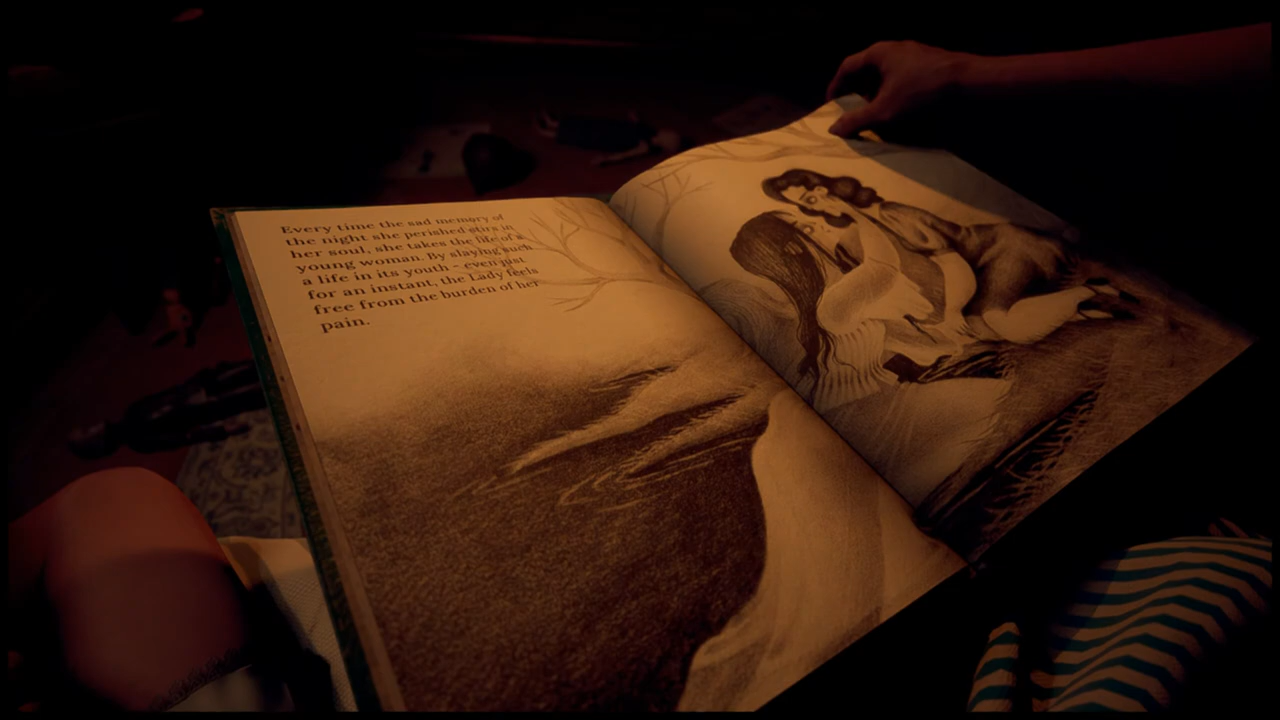 Every time the sad memory of
the night she perished stirs in
her soul, she takes the life of a
young woman. By slaying such
a life in its youth - even just
for an instant, the Lady feels
free from the burden of her
pain.